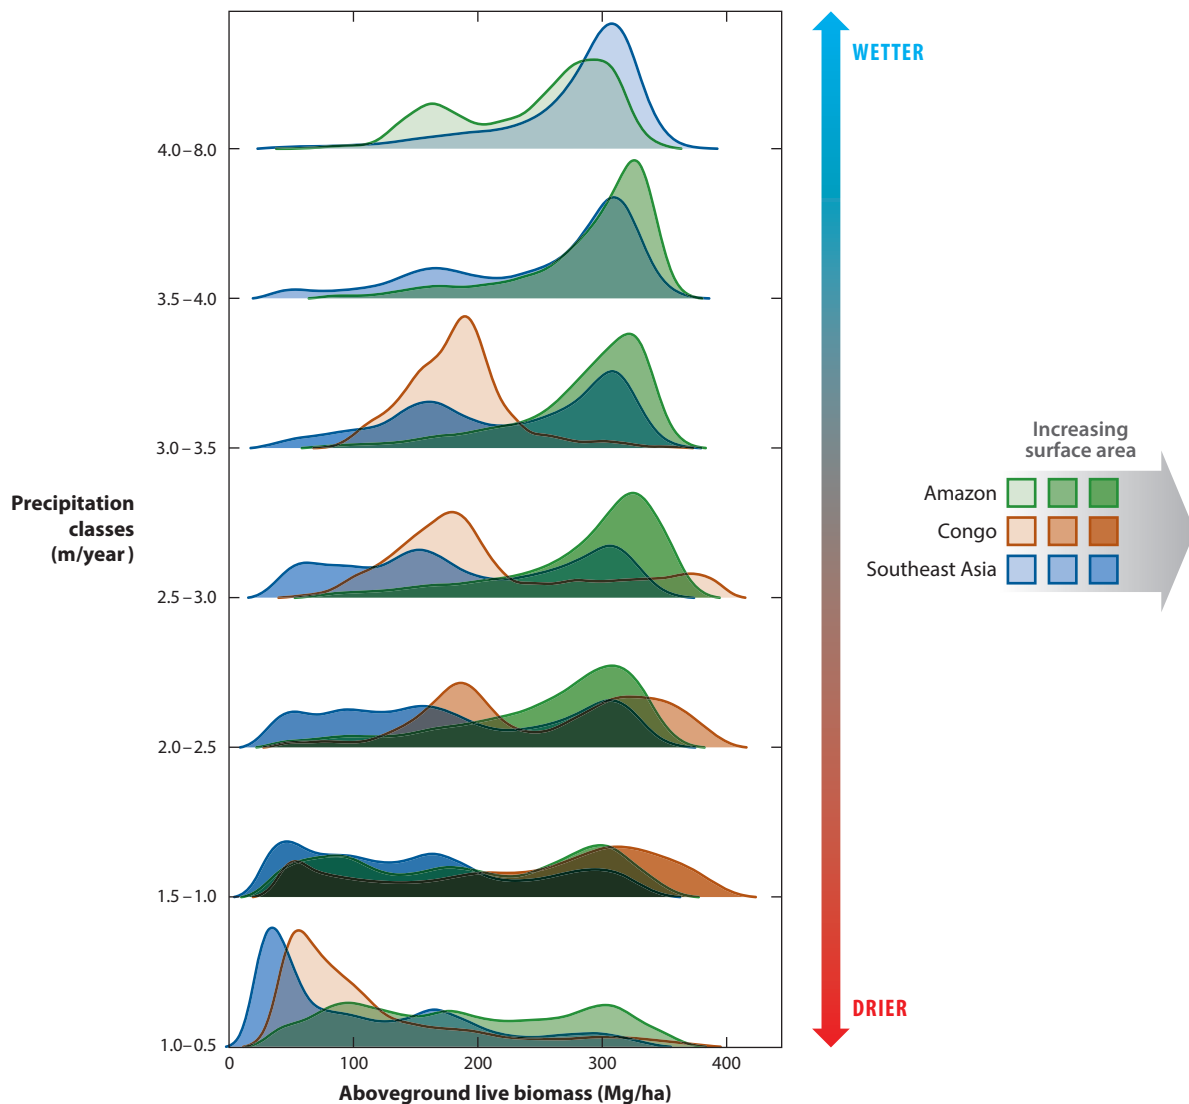 WETTER
4.0–8.0
3.5–4.0
3.0–3.5
Increasing
surface area
Precipitation
classes
(m/year)
Amazon
Congo
Southeast Asia
2.5–3.0
2.0–2.5
1.5–1.0
DRIER
1.0–0.5
0 100 200 300 400
Aboveground live biomass (Mg/ha)